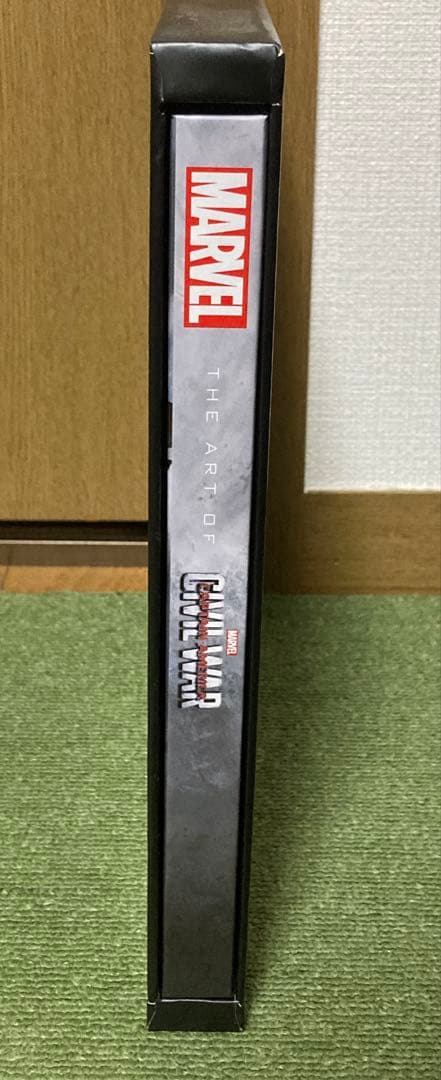 MARVEL
THE ART OF
MARVEL
CAPTAIN AMERICA
CIVIL WAR